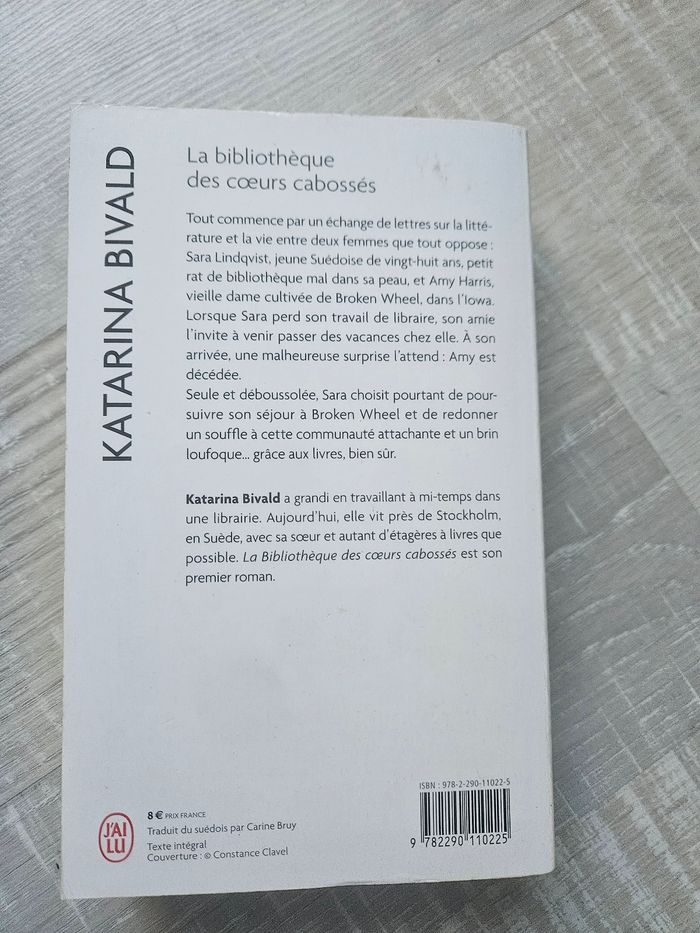 KATARINA BIVALD
La bibliothèque
des cœurs cabossés
Tout commence par un échange de lettres sur la litté-
rature et la vie entre deux femmes que tout oppose :
Sara Lindqvist, jeune Suédoise de vingt-huit ans, petit
rat de bibliothèque mal dans sa peau, et Amy Harris,
vieille dame cultivée de Broken Wheel, dans l'Iowa.
Lorsque Sara perd son travail de libraire, son amie
l'invite à venir passer des vacances chez elle. À son
arrivée, une malheureuse surprise l'attend : Amy est
décédée.
Seule et déboussolée, Sara choisit pourtant de pour-
suivre son séjour à Broken Wheel et de redonner
un souffle à cette communauté attachante et un brin
loufoque... grâce aux livres, bien sûr.
Katarina Bivald a grandi en travaillant à mi-temps dans
une librairie. Aujourd'hui, elle vit près de Stockholm,
en Suède, avec sa sœur et autant d'étagères à livres que
possible. La Bibliothèque des cœurs cabossés est son
premier roman.
J'AI
LU
8 € PRIX FRANCE
Traduit du suédois par Carine Bruy
Texte intégral
Couverture : © Constance Clavel
ISBN : 978-2-290-11022-5
9 782290 110225